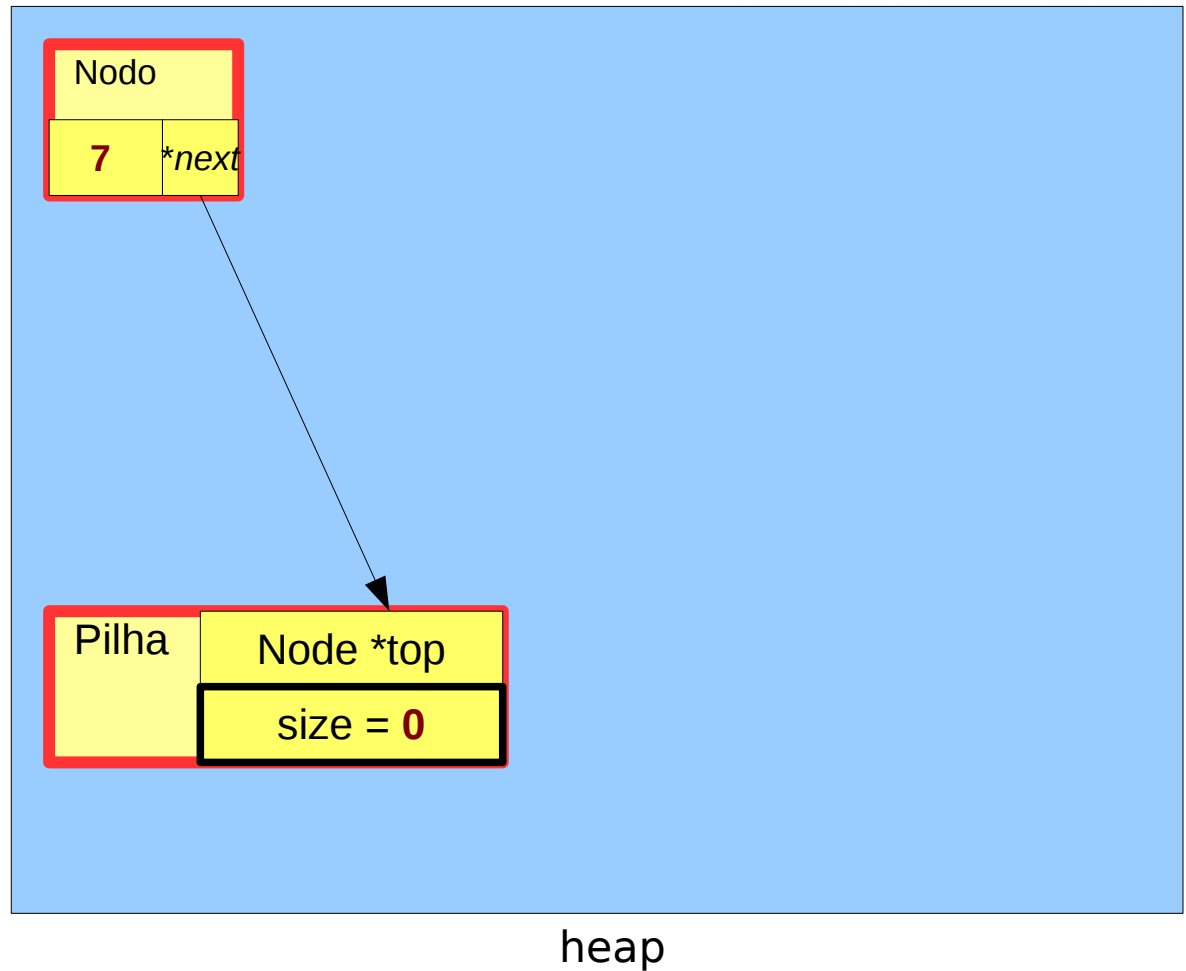 Nodo
7 *next
Pilha
Node *top
size = 0
heap